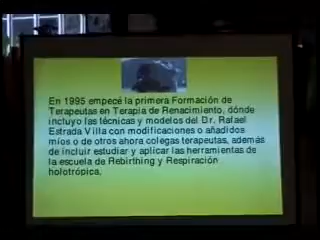 En 1995 empecé la primera Formación de
Terapeutas en Terapia de Renacimiento, dónde
incluyo las técnicas y modelos del Dr. Rafael
Estrada Villa con modificaciones o añadidos
míos o de otros ahora colegas terapeutas, además
de incluir estudiar y aplicar las herramientas de
la escuela de Rebirthing y Respiración
holotrópica.